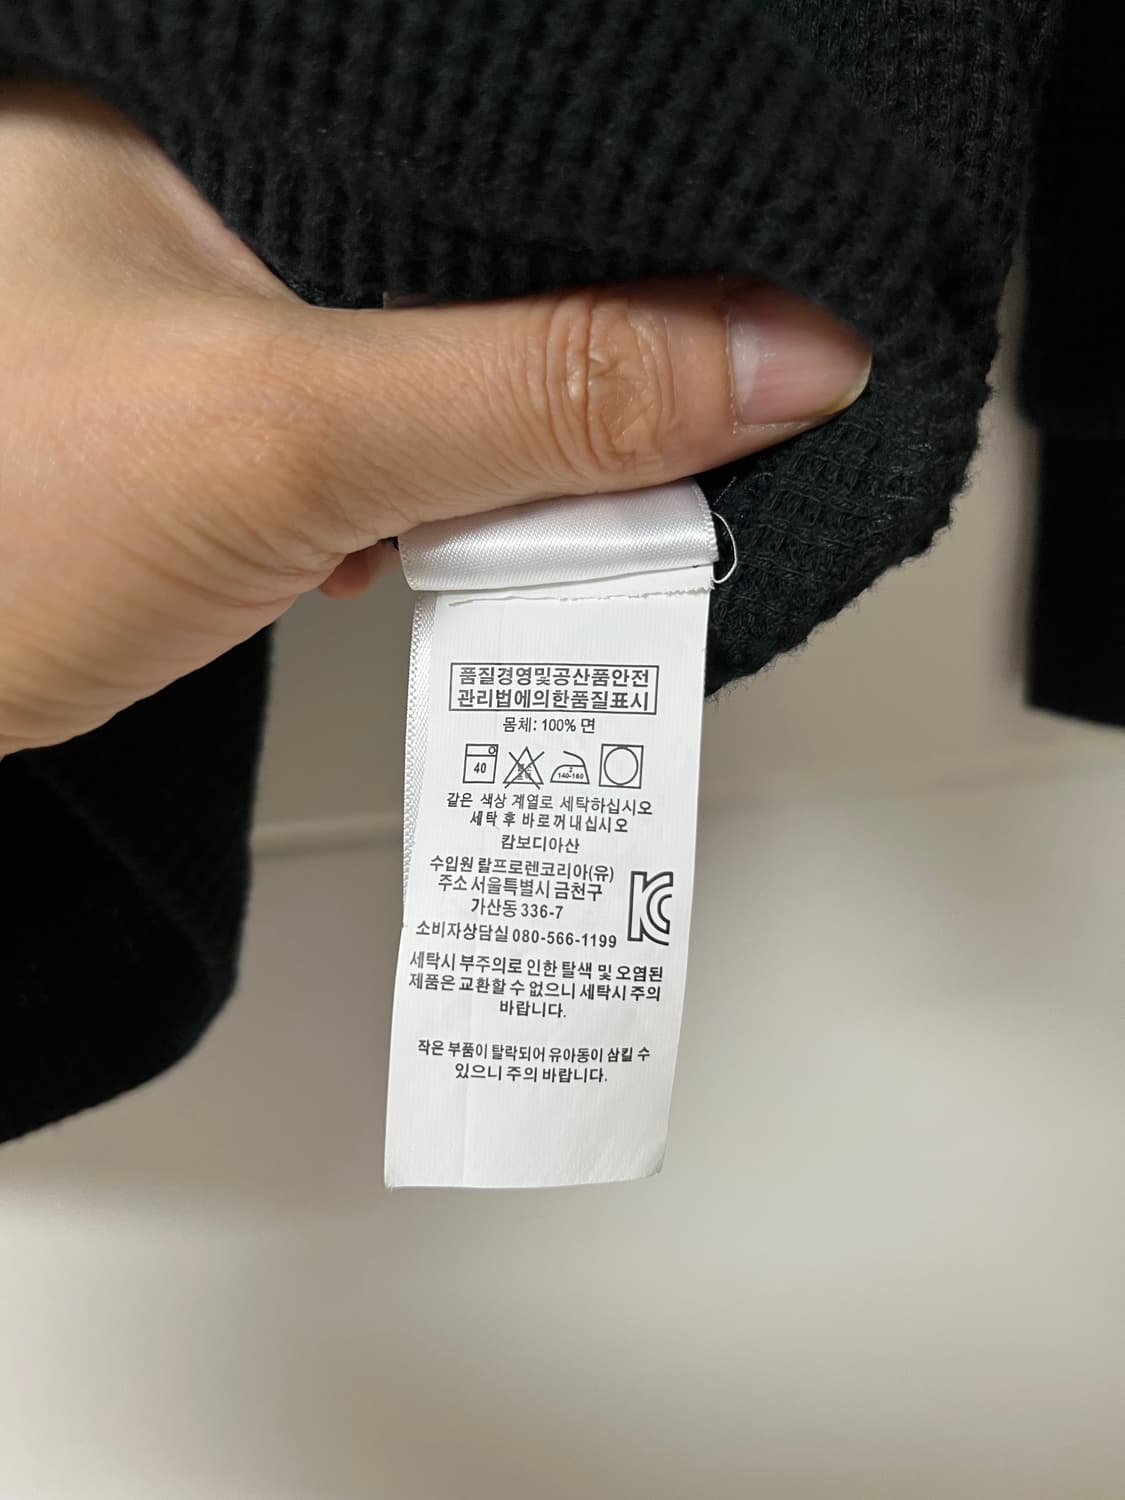 품질경영및공산품안전
관리법에의한품질표시
몸체: 100% 면
40
2
140-160
같은 색상 계열로 세탁하십시오
세탁 후 바로꺼내십시오
캄보디아산
수입원 랄프로렌코리아(유)
주소 서울특별시 금천구
가산동 336-7
소비자상담실 080-566-1199
세탁시 부주의로 인한 탈색 및 오염된
제품은 교환할 수 없으니 세탁시 주의
바랍니다.
작은 부품이 탈락되어 유아동이 삼킬 수
있으니 주의 바랍니다.